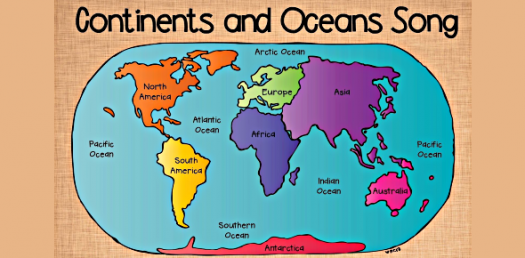 Continents and Oceans Song
Arctic Ocean
North
America
Europe
Asia
Atlantic
Ocean
Africa
Pacific
Ocean
Pacific
Ocean
South
America
Indian
Ocean
Australia
Southern
Ocean
Antarctica